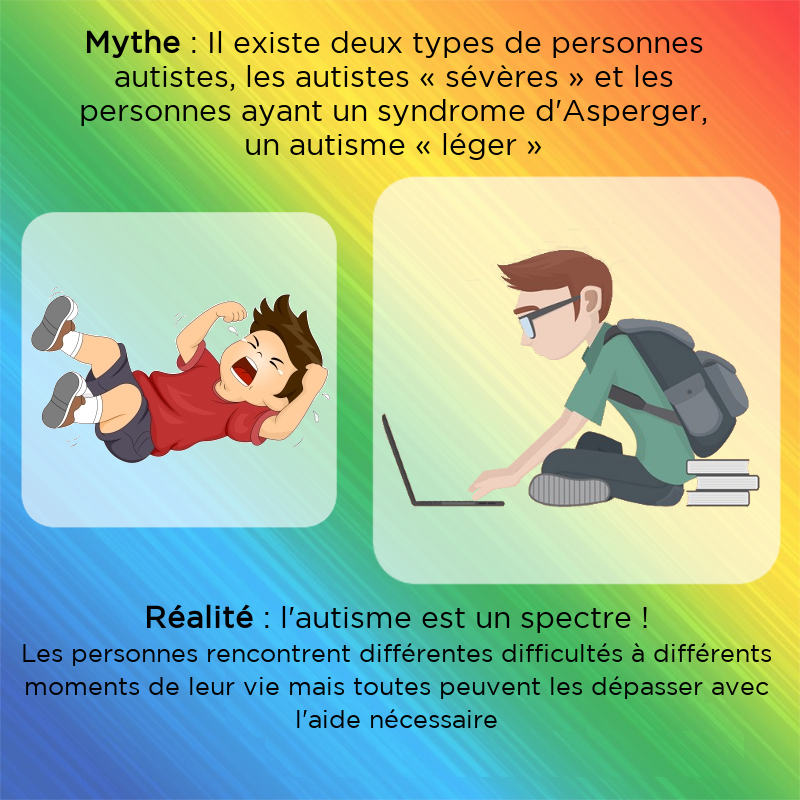 Mythe : Il existe deux types de personnes
autistes, les autistes « sévères » et les
personnes ayant un syndrome d'Asperger,
un autisme « léger »
Réalité : l'autisme est un spectre !
Les personnes rencontrent différentes difficultés à différents
moments de leur vie mais toutes peuvent les dépasser avec
l'aide nécessaire